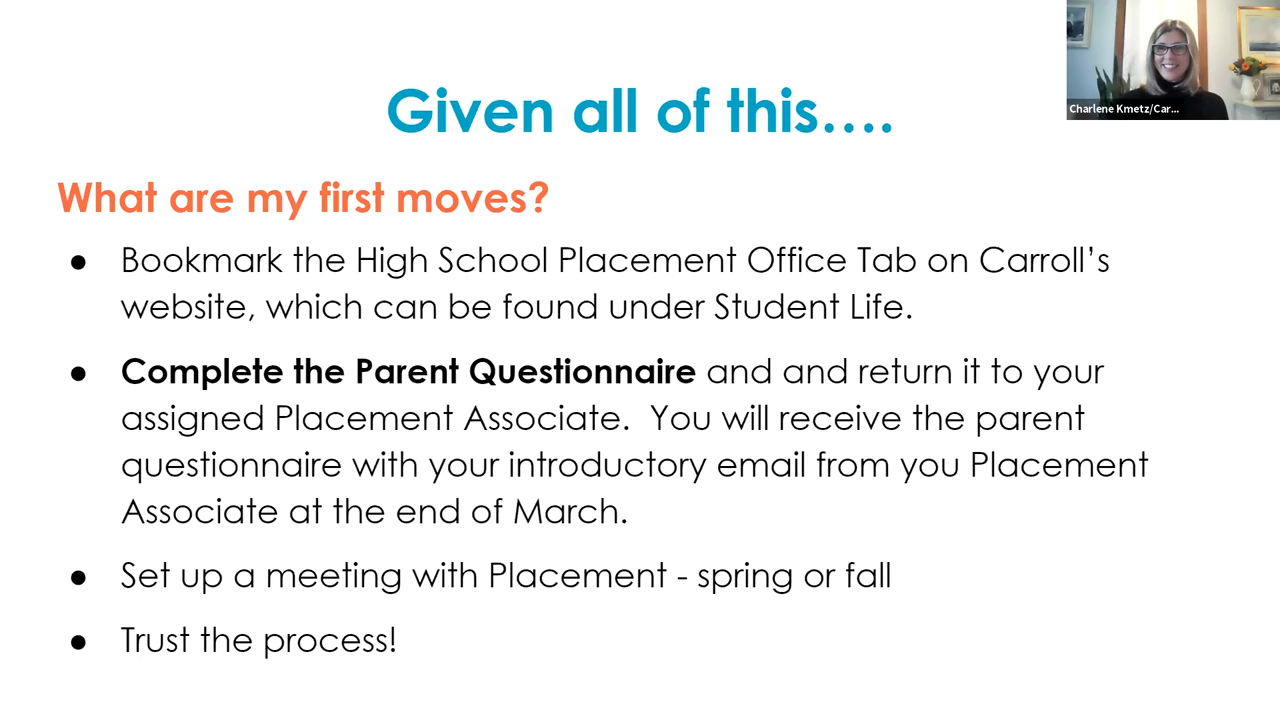 Given all of this....
Charlene Kmetz/Car...
What are my first moves?
● Bookmark the High School Placement Office Tab on Carroll’s
website, which can be found under Student Life.
● Complete the Parent Questionnaire and and return it to your
assigned Placement Associate.  You will receive the parent
questionnaire with your introductory email from you Placement
Associate at the end of March.
● Set up a meeting with Placement - spring or fall
● Trust the process!